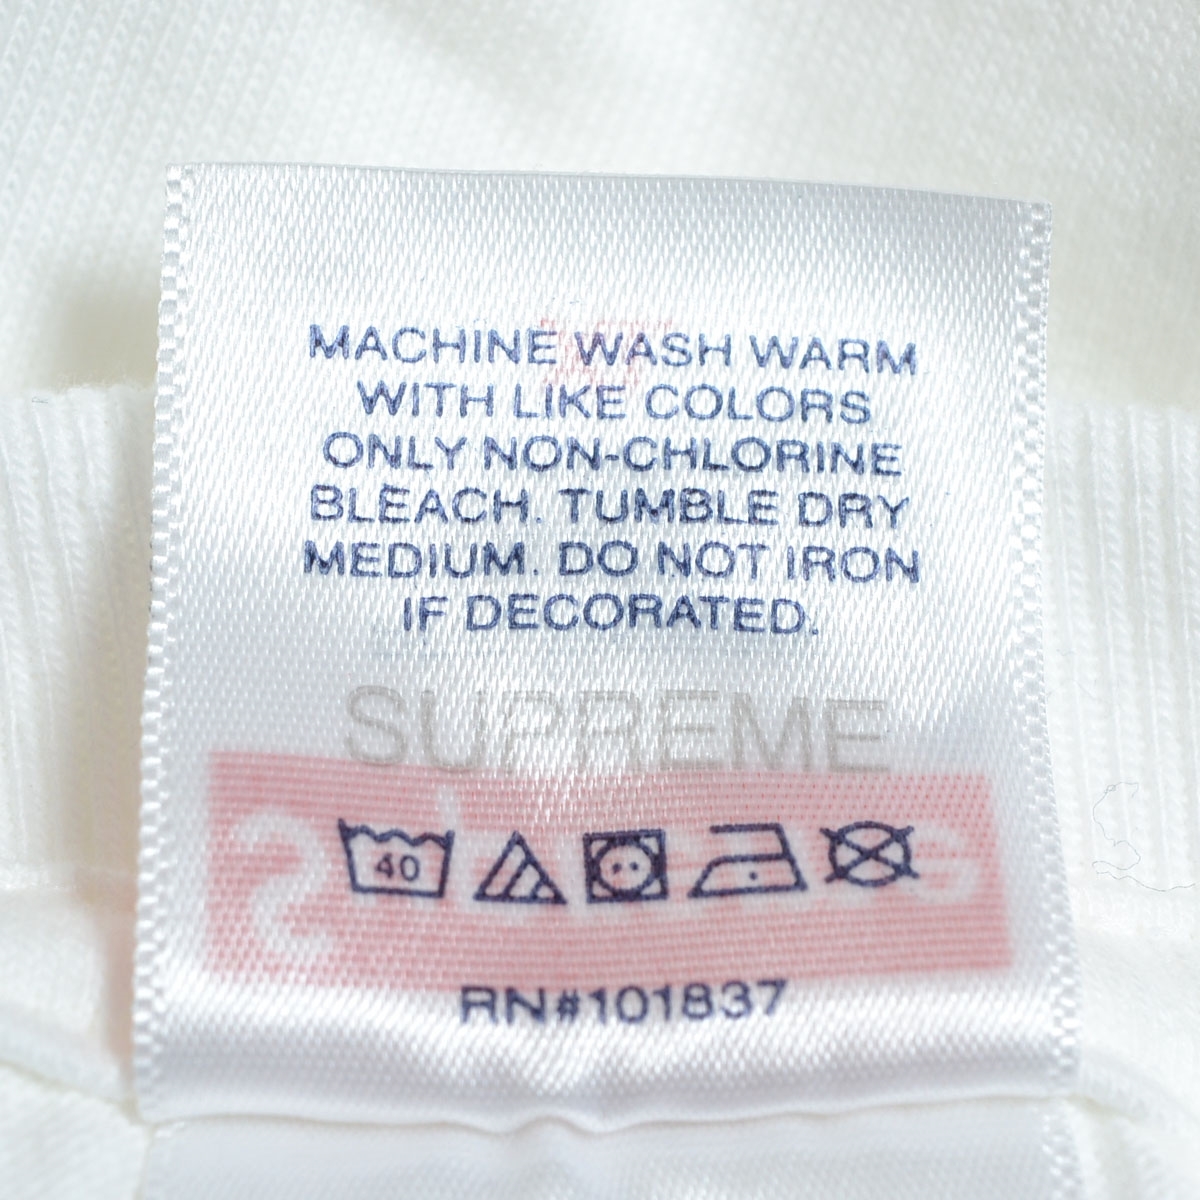 MACHINE WASH WARM
WITH LIKE COLORS
ONLY NON-CHLORINE
BLEACH. TUMBLE DRY
MEDIUM. DO NOT IRON
IF DECORATED.
SUPREME
40
RN#101837